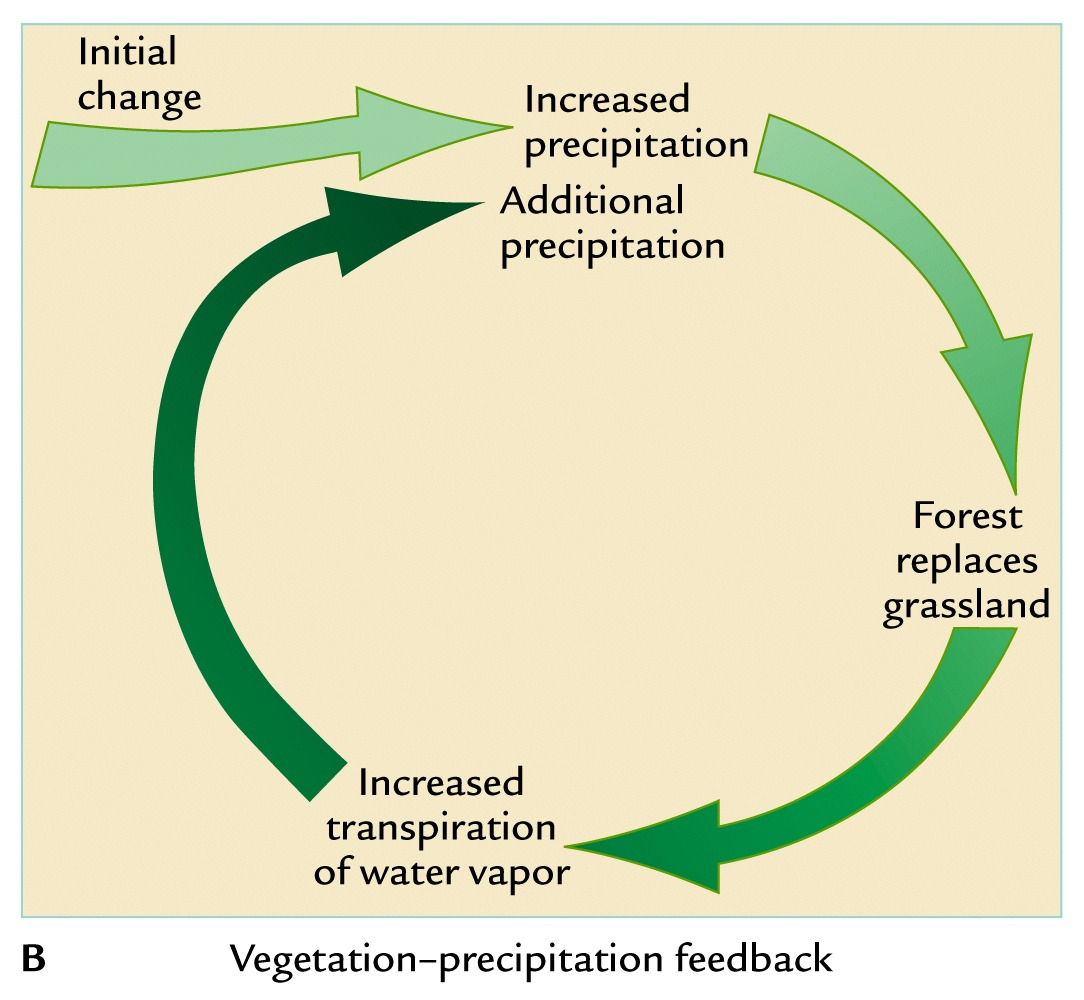 Initial
change
Increased
precipitation
Additional
precipitation
Forest
replaces
grassland
Increased
transpiration
of water vapor
B Vegetation–precipitation feedback